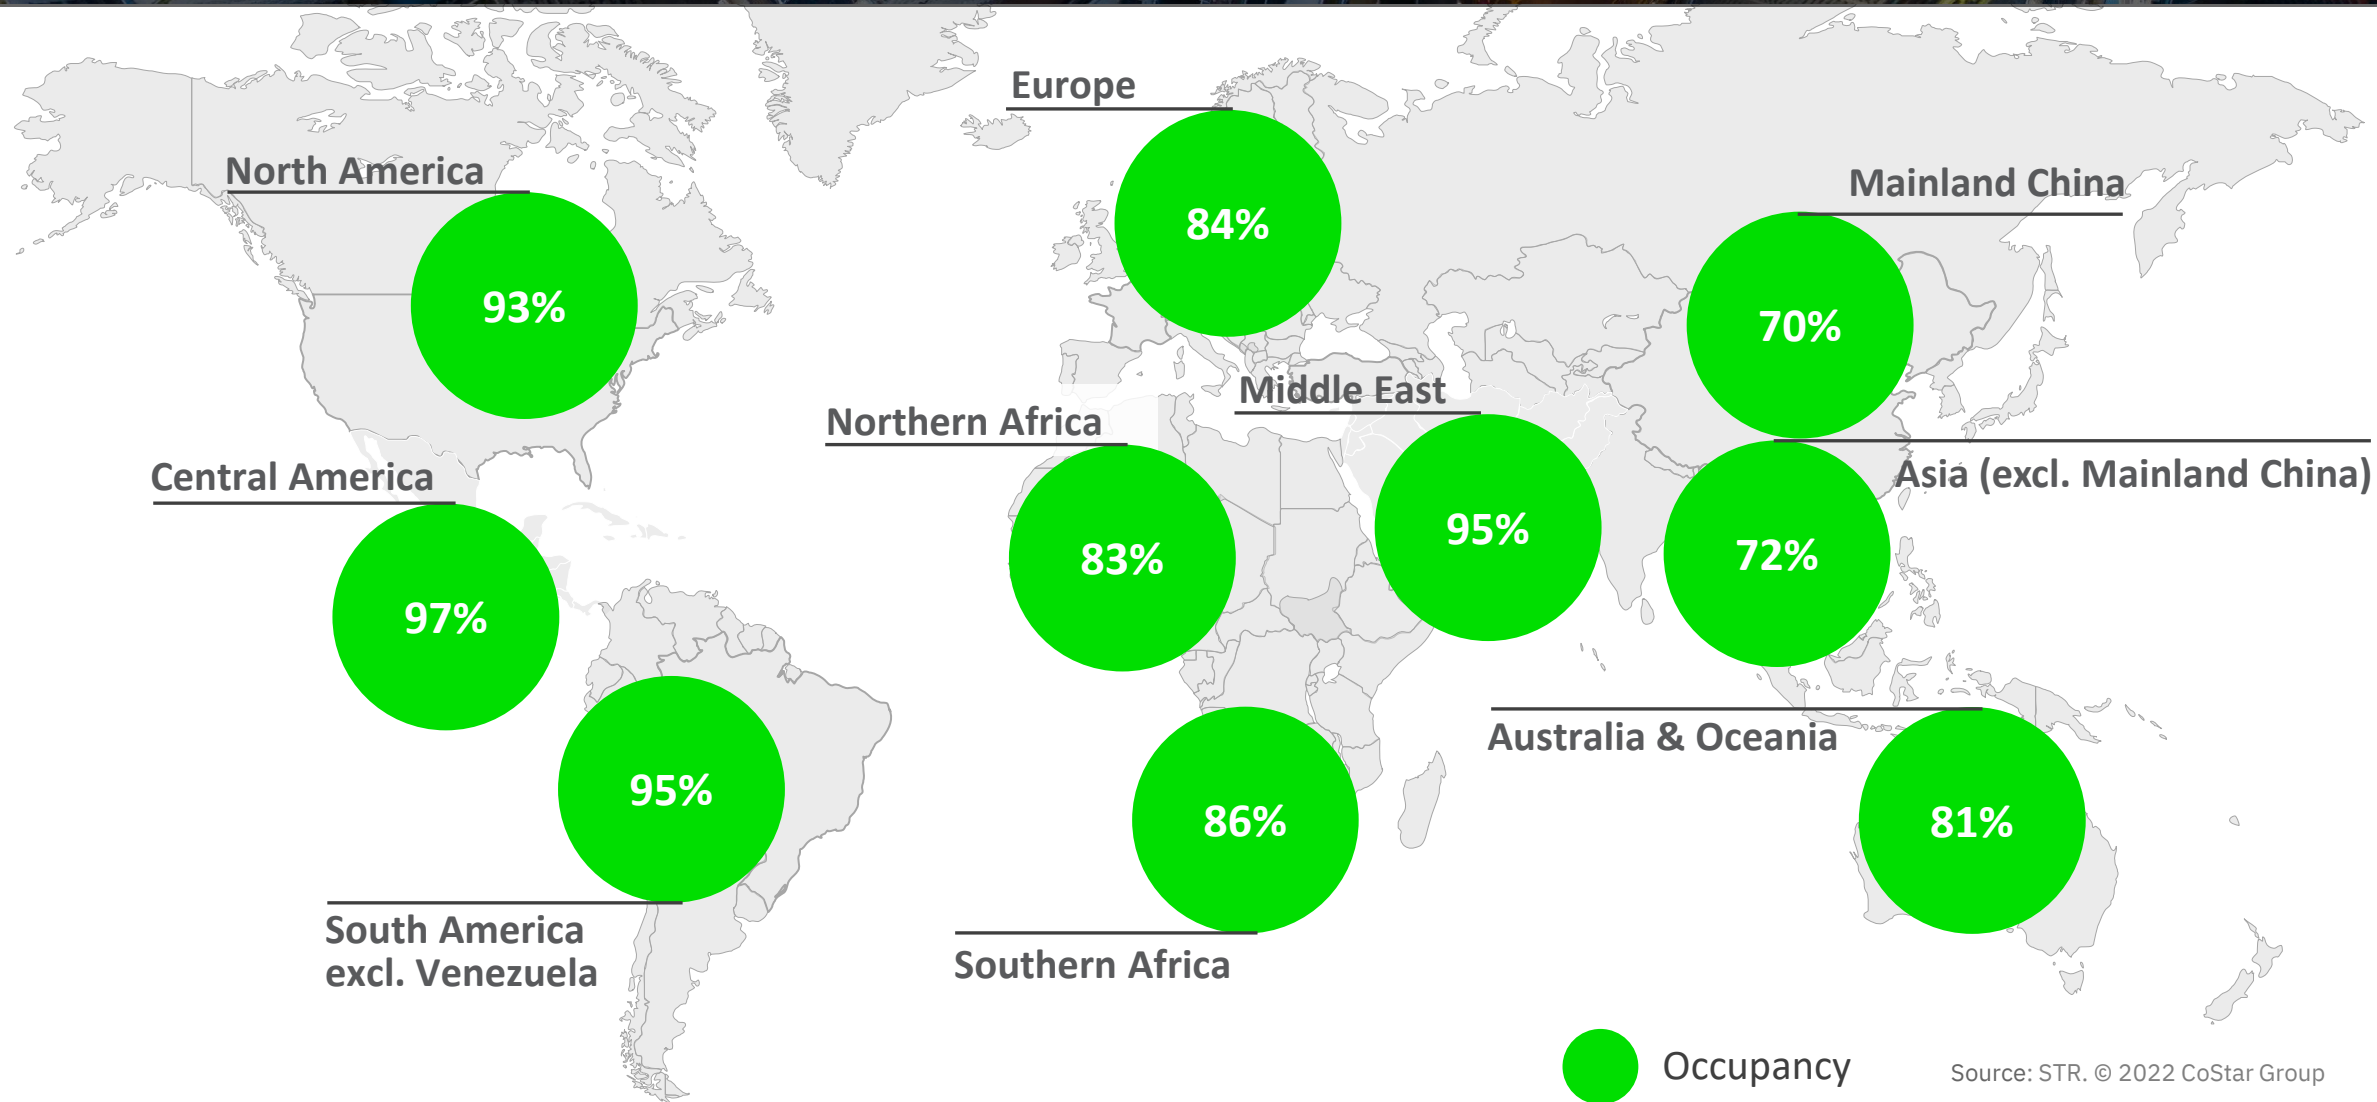 Europe
84%
North America
93%
Mainland China
70%
Middle East
95%
Northern Africa
83%
Asia (excl. Mainland China)
72%
Central America
97%
South America
excl. Venezuela
95%
Southern Africa
86%
Australia & Oceania
81%
Occupancy
Source: STR. © 2022 CoStar Group